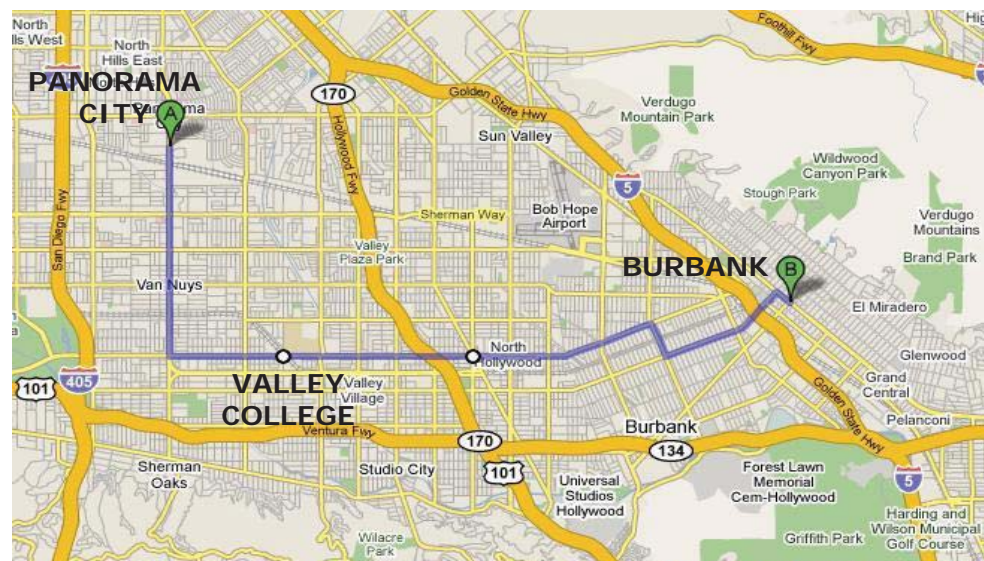 North
lls West
North
Hills East
PANORAMA
CITY
A
Panorama
San Diego Fwy
170
Hollywood Fwy
Golden State Hwy
Foothill Fwy
Sun Valley
Verdugo
Mountain Park
5
Wildwood
Canyon Park
Stough Park
Sherman Way
Bob Hope
Airport
Verdugo
Mountains
Valley
Plaza Park
Brand Park
BURBANK
B
Van Nuys
El Miradero
North
Hollywood
Glenwood
405
101
VALLEY
COLLEGE
Valley
Village
Grand
Central
Golden State Hwy
Pelanconi
Ventura Fwy
170
101
Burbank
134
Sherman
Oaks
Studio City
Universal
Studios
Hollywood
Forest Lawn
Memorial
Cem-Hollywood
5
Wilacre
Park
Griffith Park
Harding and
Wilson Municipal
Golf Course